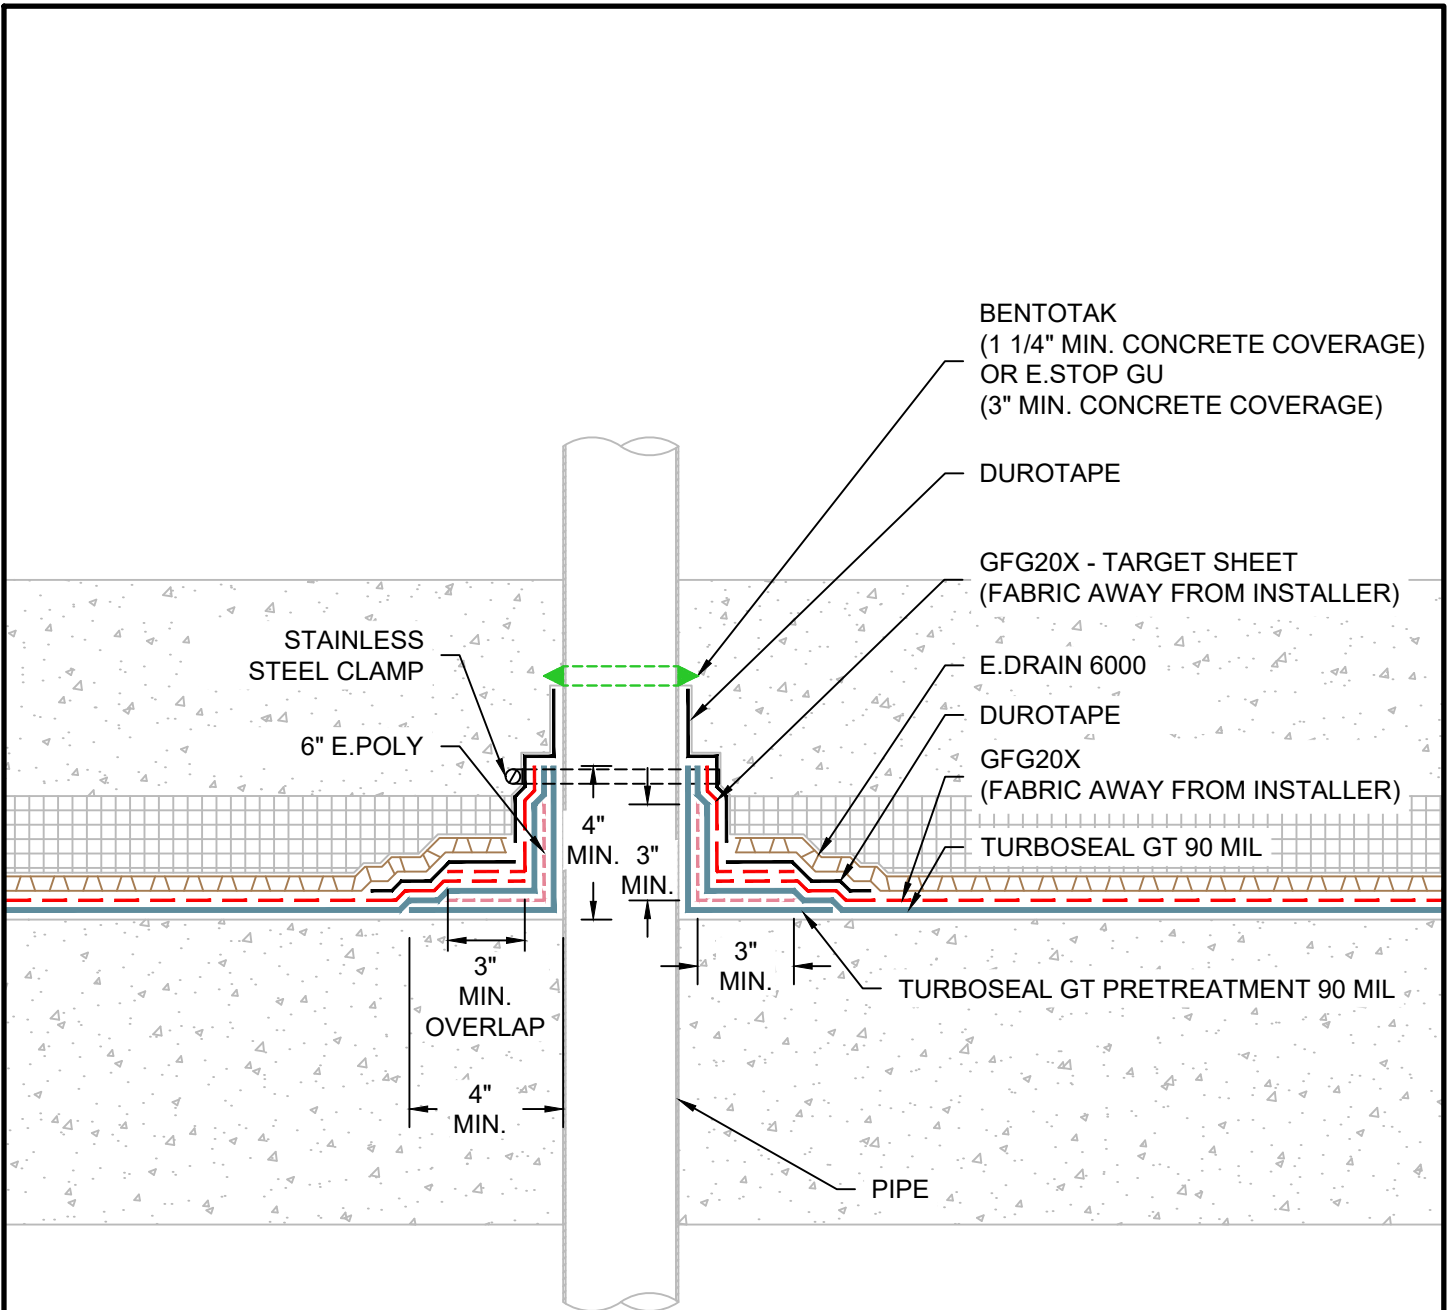 BENTOTAK
(1 1/4" MIN. CONCRETE COVERAGE)
OR E.STOP GU
(3" MIN. CONCRETE COVERAGE)
DUROTAPE
GFG20X - TARGET SHEET
(FABRIC AWAY FROM INSTALLER)
STAINLESS
STEEL CLAMP
E.DRAIN 6000
DUROTAPE
6" E.POLY
GFG20X
(FABRIC AWAY FROM INSTALLER)
4"
MIN.
3"
MIN.
TURBOSEAL GT 90 MIL
3"
MIN.
OVERLAP
3"
MIN.
TURBOSEAL GT PRETREATMENT 90 MIL
4"
MIN.
PIPE